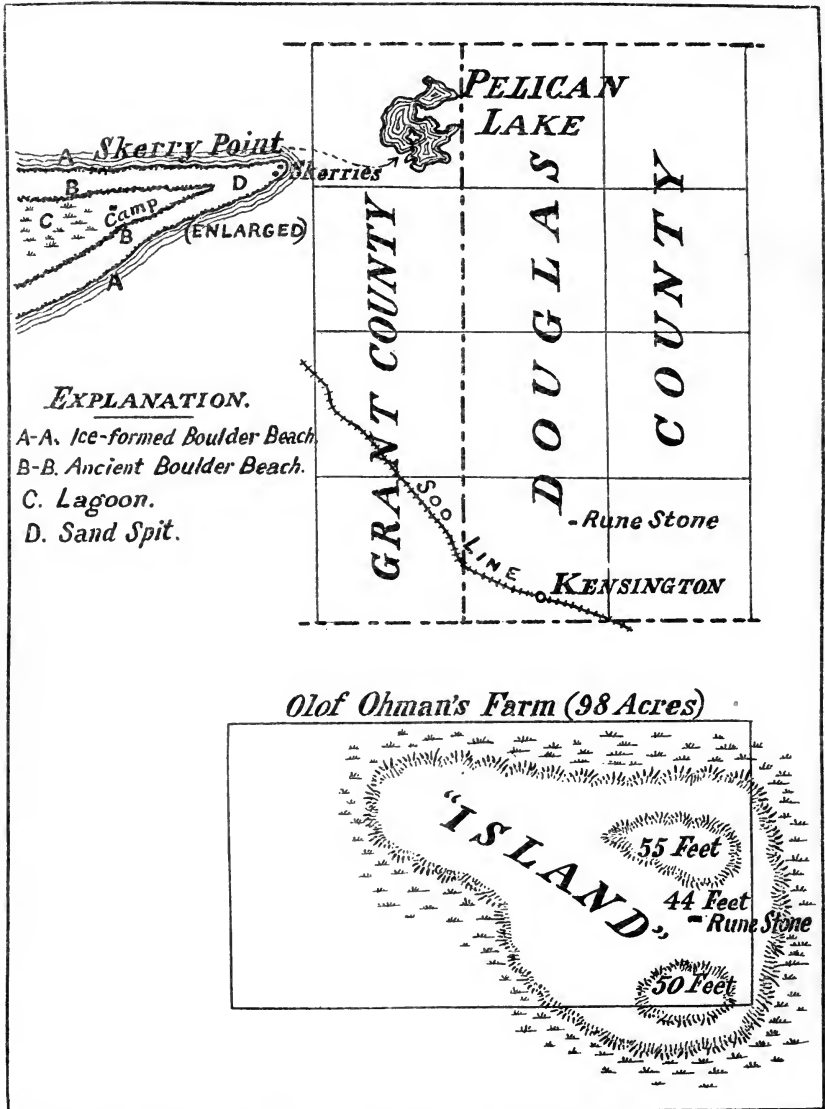 PELICAN
LAKE
A Skerry Point
Skerries
B
D
C Camp
B
(ENLARGED)
A
GRANT COUNTY
DOUGLAS
COUNTY
EXPLANATION.
A-A. Ice-formed Boulder Beach.
B-B. Ancient Boulder Beach.
C. Lagoon.
D. Sand Spit.
SOO LINE
Rune Stone
KENSINGTON
Olof Ohman's Farm (98 Acres)
"ISLAND"
55 Feet
44 Feet
Rune Stone
50 Feet